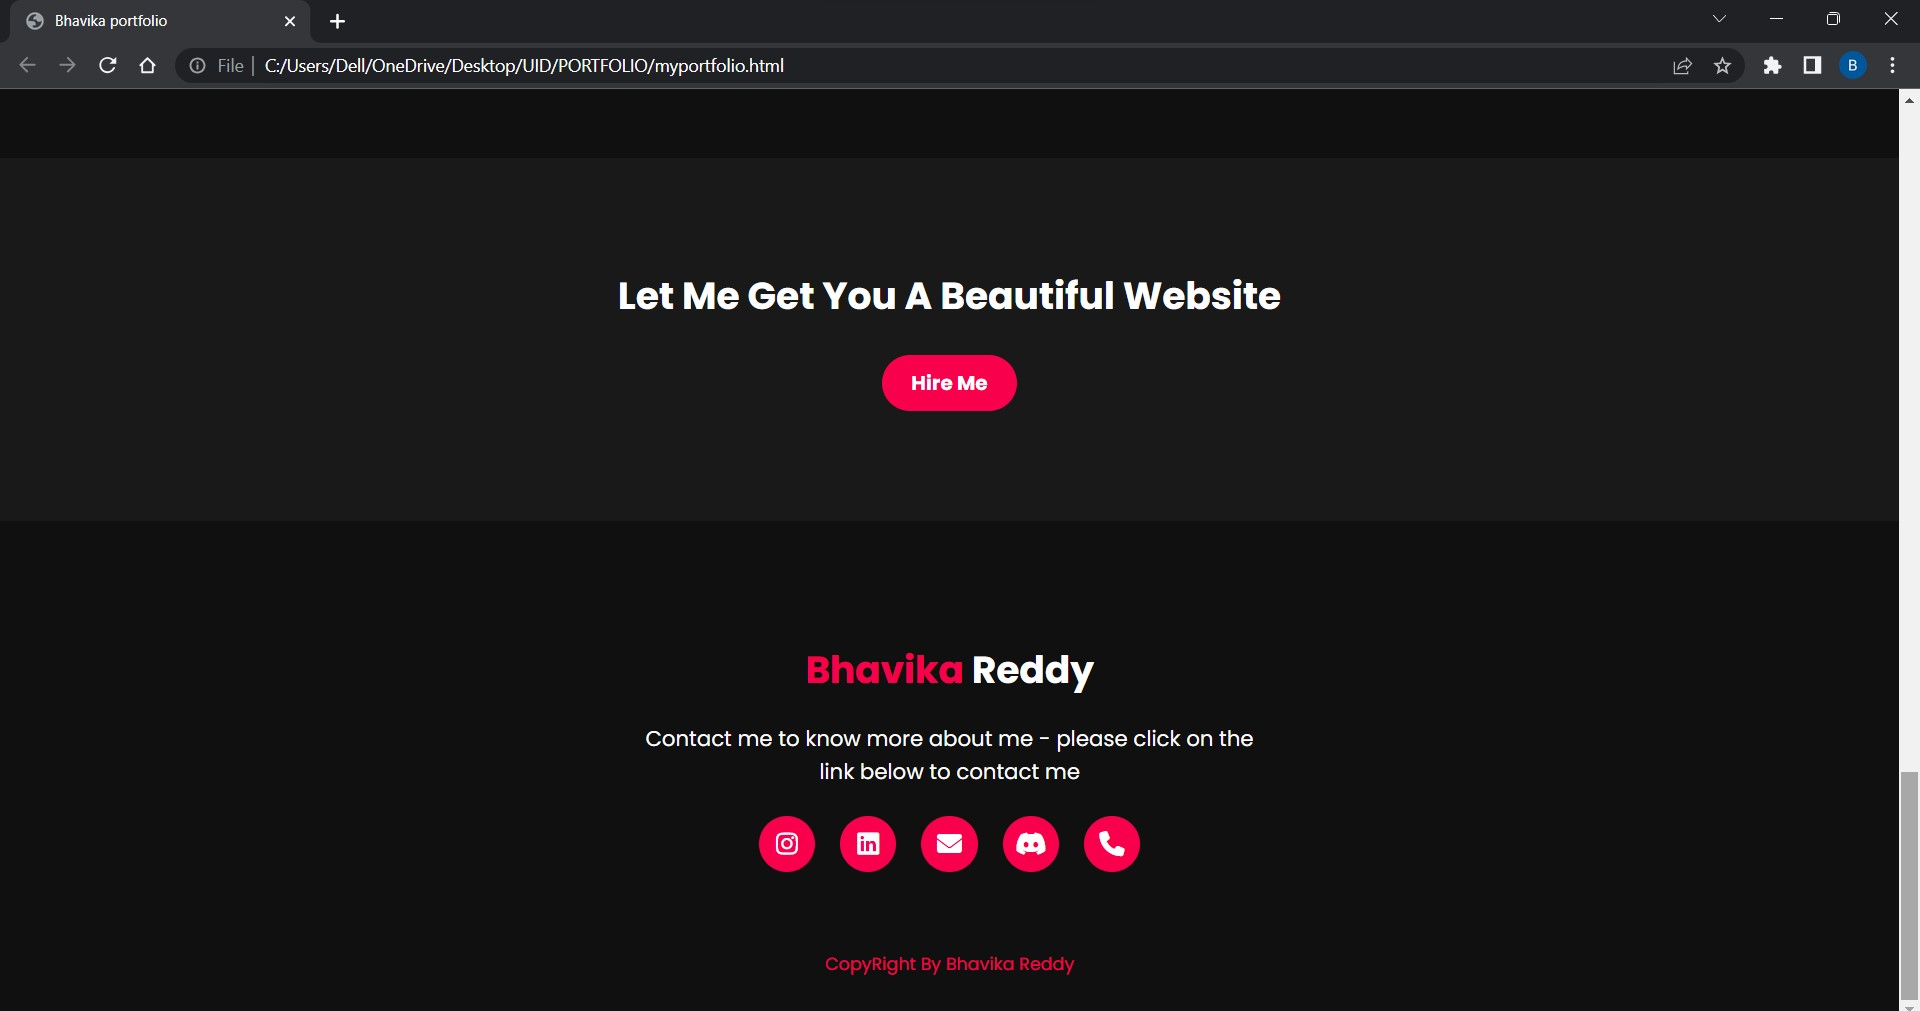 Bhavika portfolio
File | C:/Users/Dell/OneDrive/Desktop/UID/PORTFOLIO/myportfolio.html
B
Let Me Get You A Beautiful Website
Hire Me
Bhavika Reddy
Contact me to know more about me - please click on the
link below to contact me
in
CopyRight By Bhavika Reddy